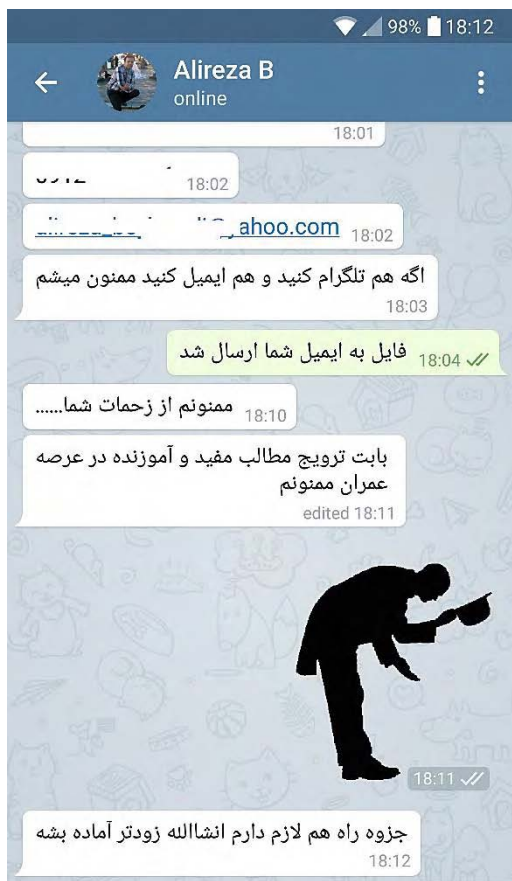 98% 18:12
Alireza B
online
18:01
18:02
ahoo.com 18:02
اگه هم تلگرام کنید و هم ایمیل کنید ممنون میشم
18:03
فایل به ایمیل شما ارسال شد 18:04
ممنونم از زحمات شما...... 18:10
بابت ترویج مطالب مفید و آموزنده در عرصه
عمران ممنونم
edited 18:11
18:11
جزوه راه هم لازم دارم انشاالله زودتر آماده بشه
18:12